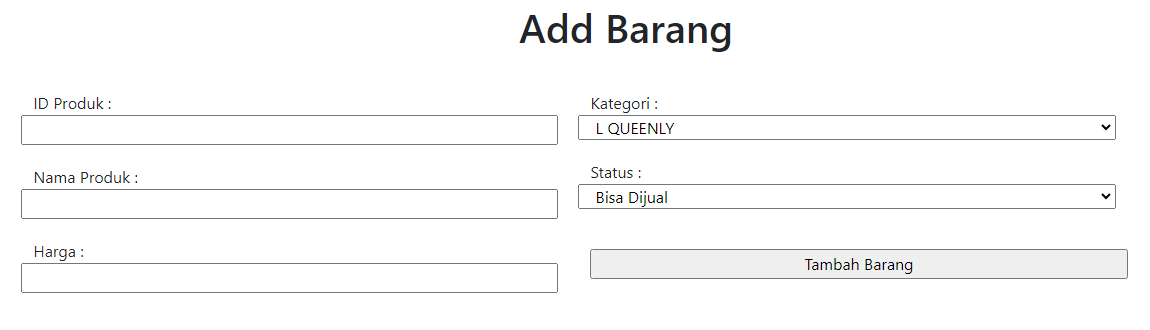 Add Barang
ID Produk :
Nama Produk :
Harga :
Kategori :
L QUEENLY
Status :
Bisa Dijual
Tambah Barang